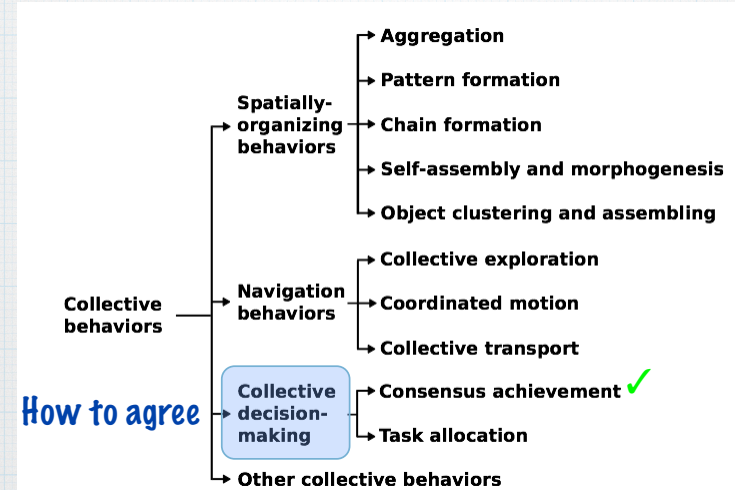 Aggregation
Pattern formation
Spatially-
organizing
behaviors
Chain formation
Self-assembly and morphogenesis
Object clustering and assembling
Collective exploration
Navigation
behaviors
Coordinated motion
Collective transport
Collective
behaviors
How to agree
Collective
decision-
making
Consensus achievement
Task allocation
Other collective behaviors